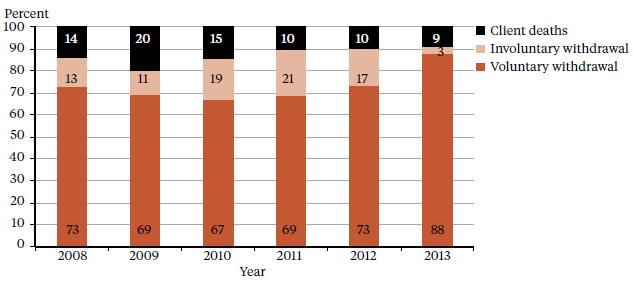 Percent
100
90
80
70
60
50
40
30
20
10
0
14 20 15 10 10 9
13 11 19 21 17 3
73 69 67 69 73 88
2008 2009 2010 2011 2012 2013
Year
Client deaths
Involuntary withdrawal
Voluntary withdrawal